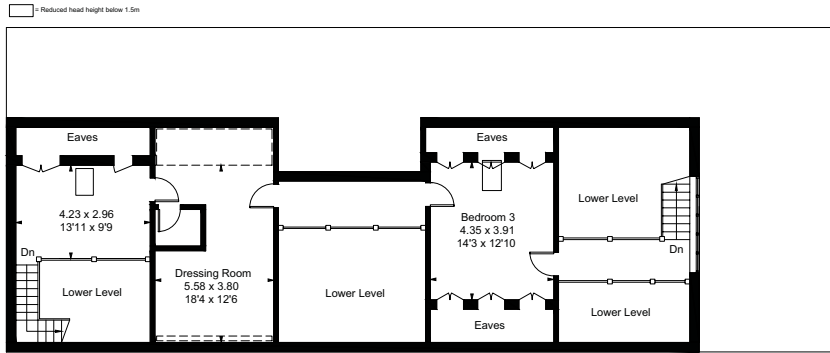 = Reduced head height below 1.5m
Eaves
Eaves
4.23 x 2.96
13'11 x 9'9
Lower Level
Bedroom 3
4.35 x 3.91
14'3 x 12'10
Dn
Dn
Dressing Room
5.58 x 3.80
18'4 x 12'6
Lower Level
Lower Level
Lower Level
Eaves